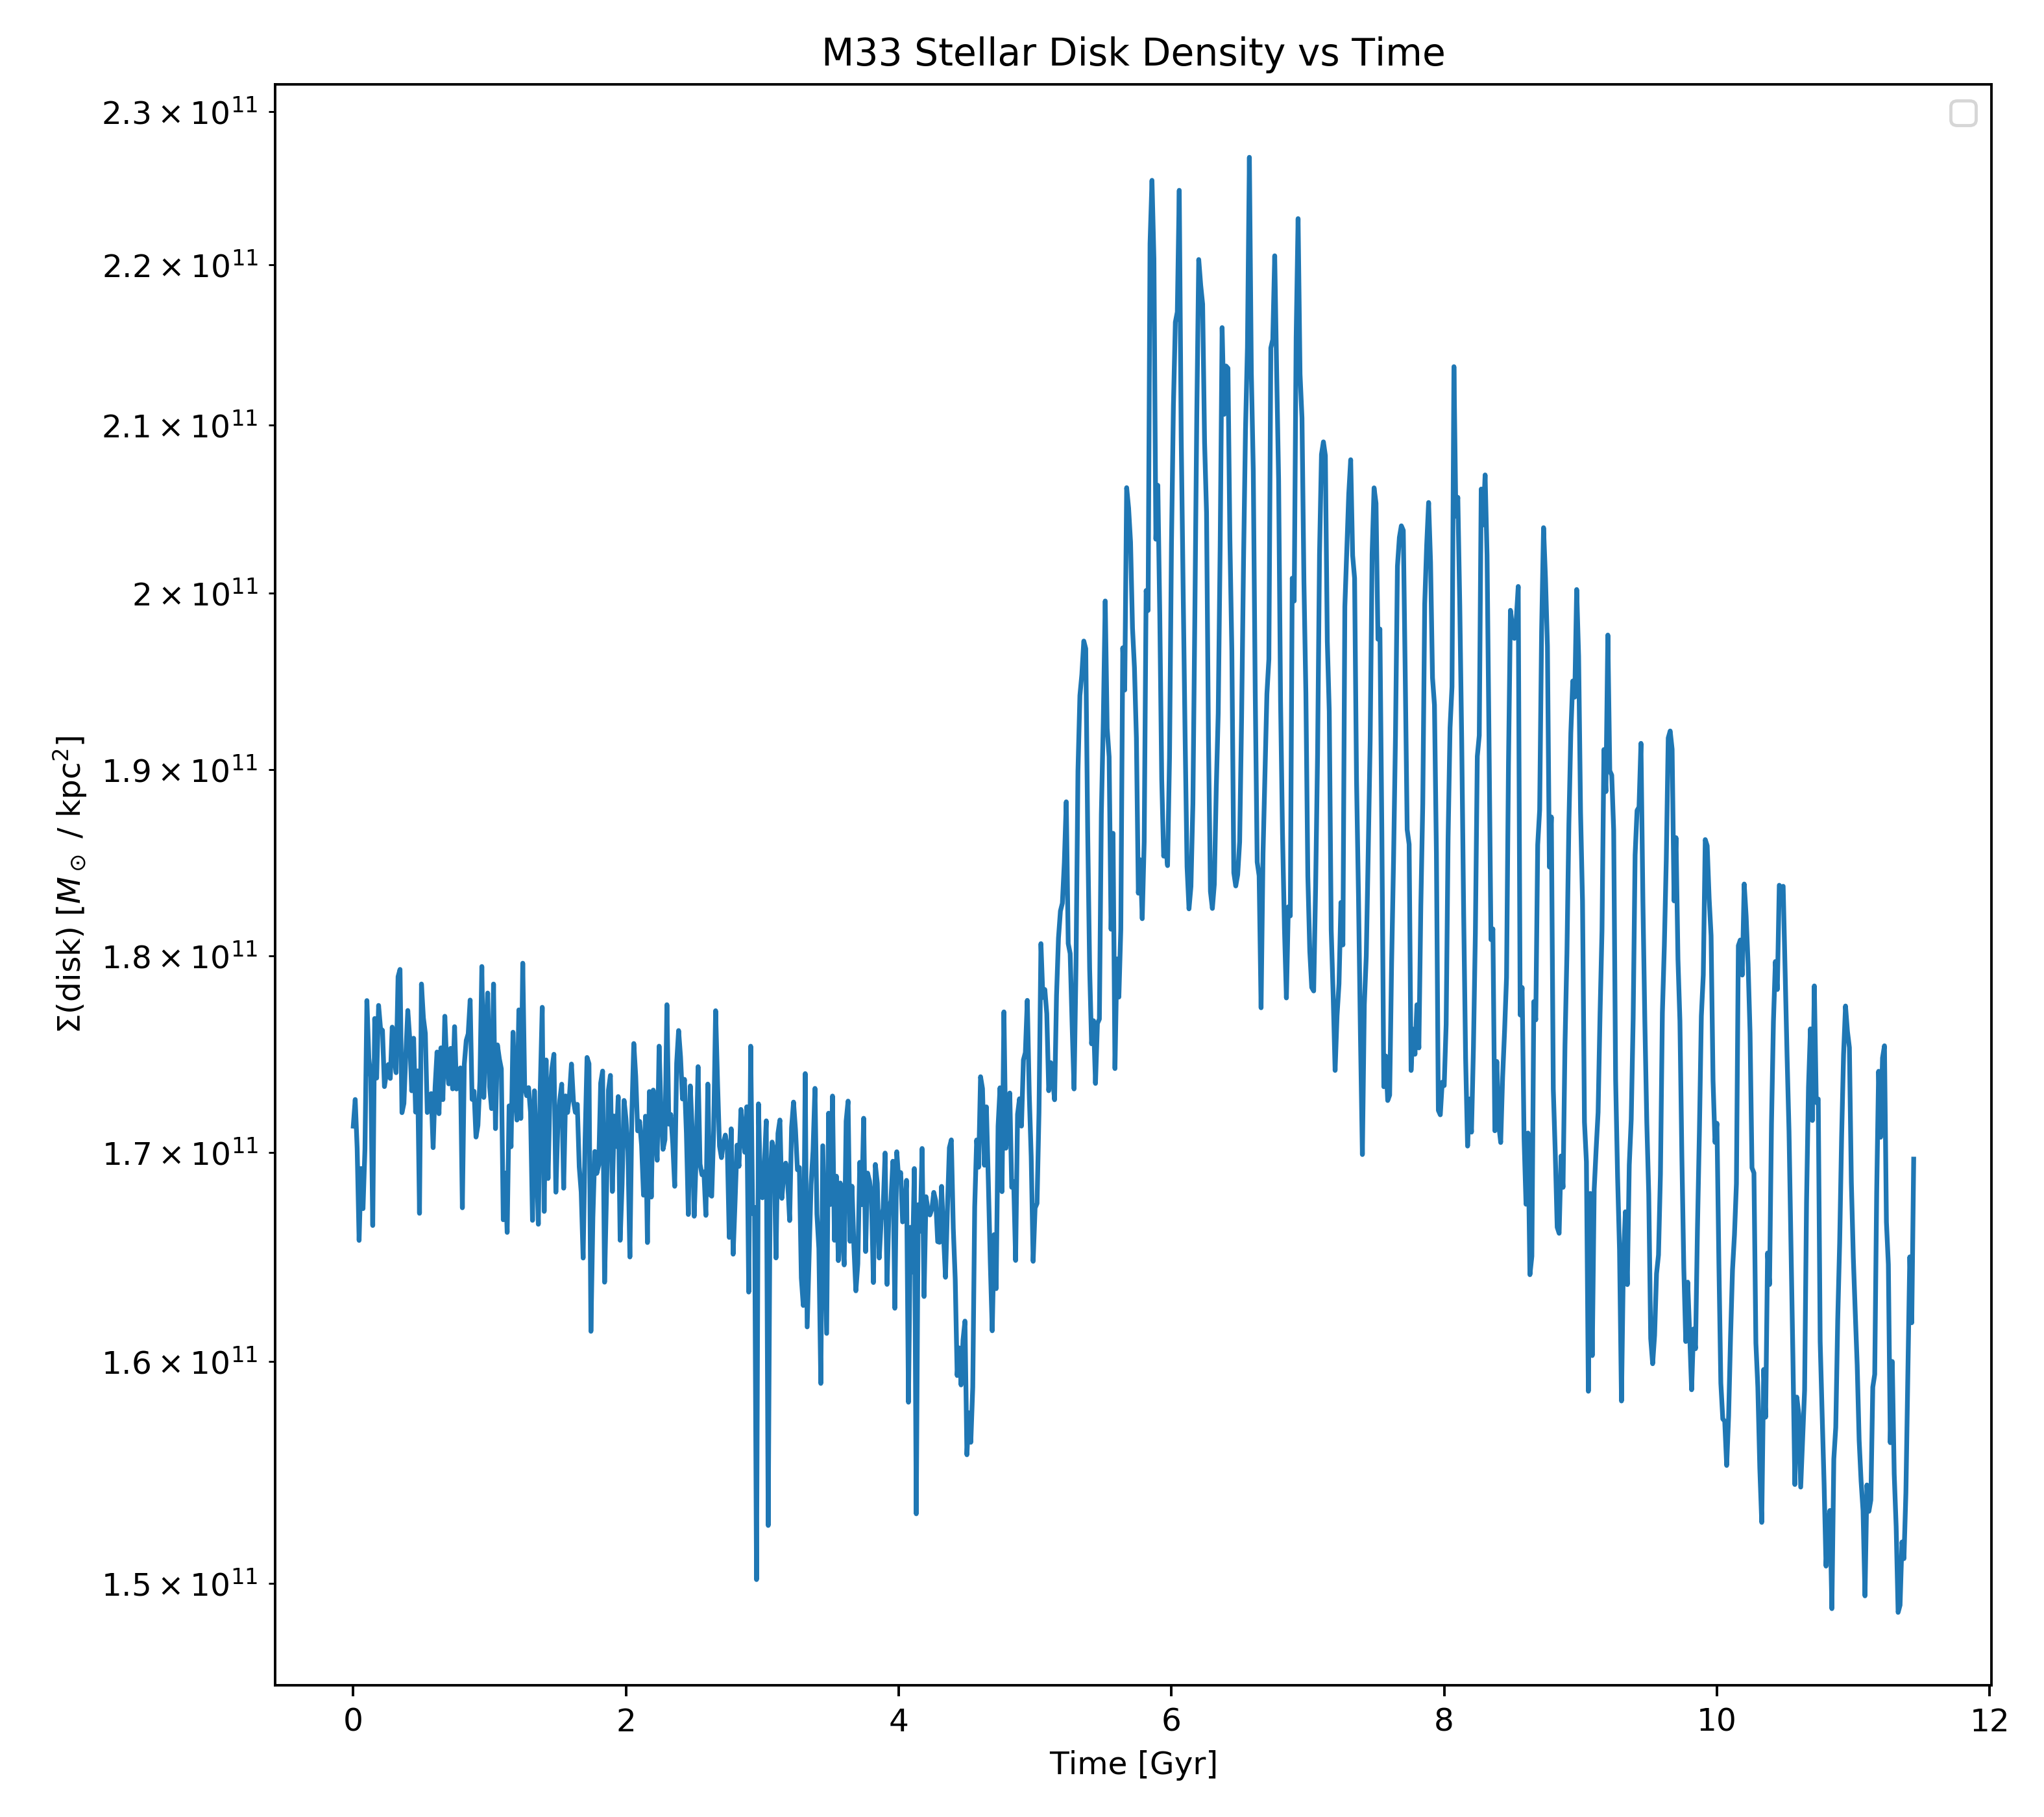 M33 Stellar Disk Density vs Time
2.3 × 10¹¹
2.2 × 10¹¹
2.1 × 10¹¹
2 × 10¹¹
1.9 × 10¹¹
1.8 × 10¹¹
1.7 × 10¹¹
1.6 × 10¹¹
1.5 × 10¹¹
Σ(disk) [M⊙ / kpc²]
0 2 4 6 8 10 12
Time [Gyr]